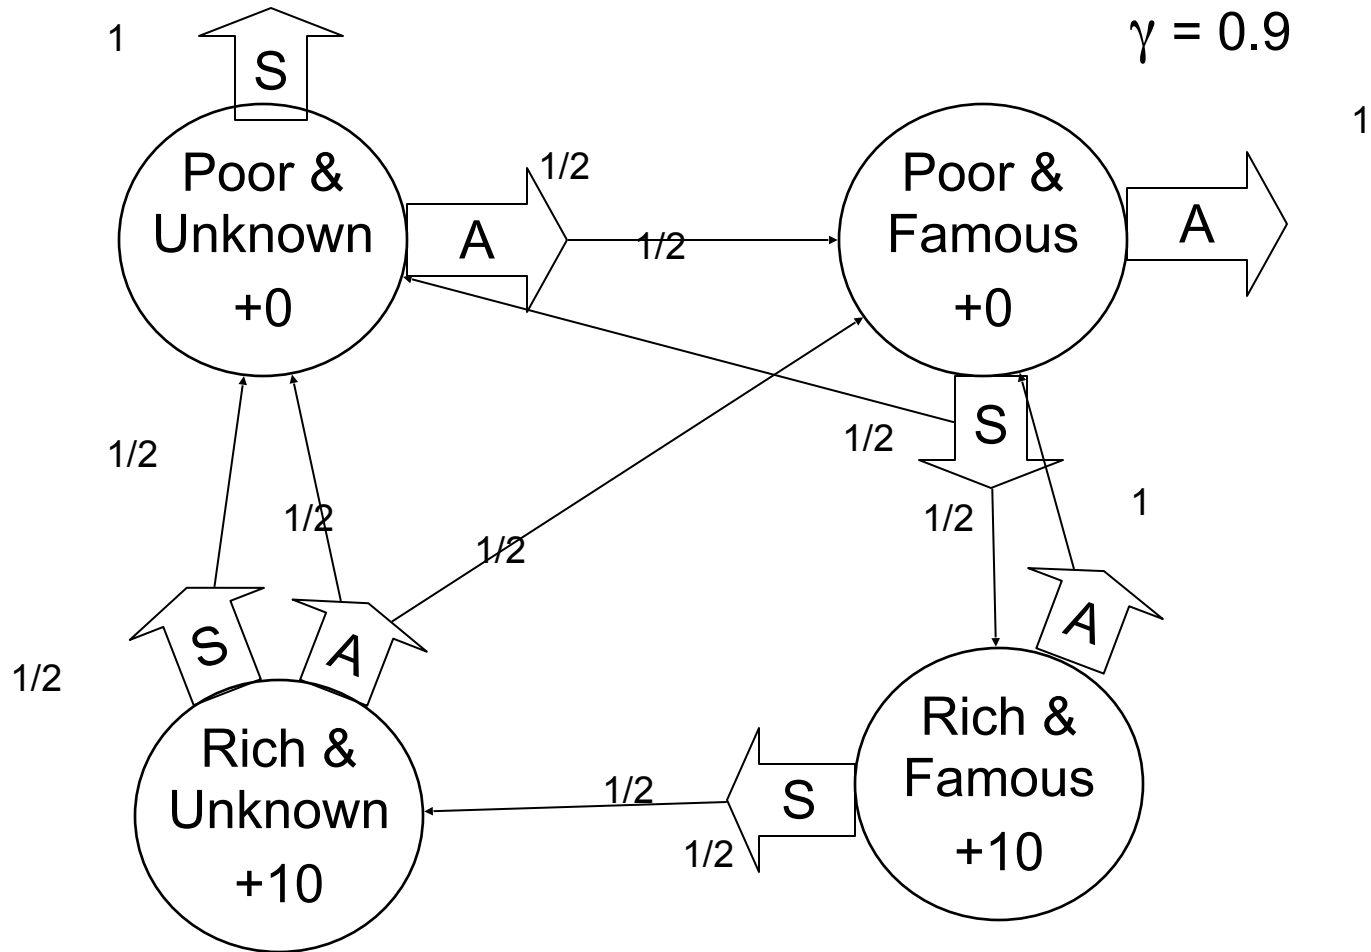 1
S
γ = 0.9
1
Poor &
Unknown
+0
1/2
A
1/2
Poor &
Famous
+0
A
S
1/2
1/2
1/2
1/2
1/2
1
S
A
A
1/2
Rich &
Unknown
+10
1/2
S
1/2
Rich &
Famous
+10